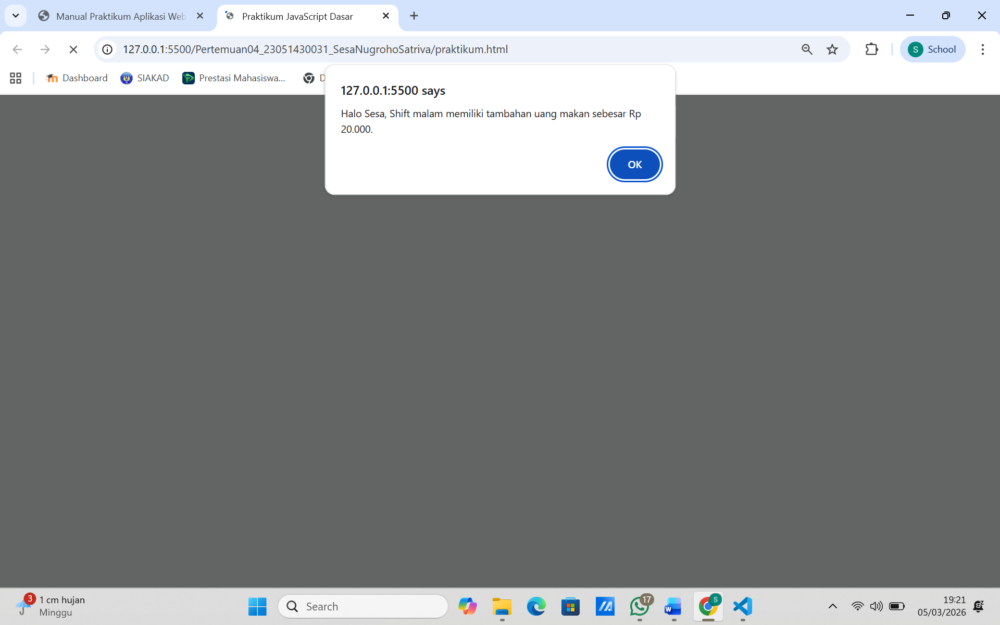 Manual Praktikum Aplikasi Web
Praktikum JavaScript Dasar
127.0.0.1:5500/Pertemuan04_23051430031_SesaNugrohoSatriva/praktikum.html
S School
Dashboard
SIAKAD
Prestasi Mahasiswa...
D
127.0.0.1:5500 says
Halo Sesa, Shift malam memiliki tambahan uang makan sebesar Rp
20.000.
OK
3
1 cm hujan
Minggu
Search
17
W
S
19:21
05/03/2026